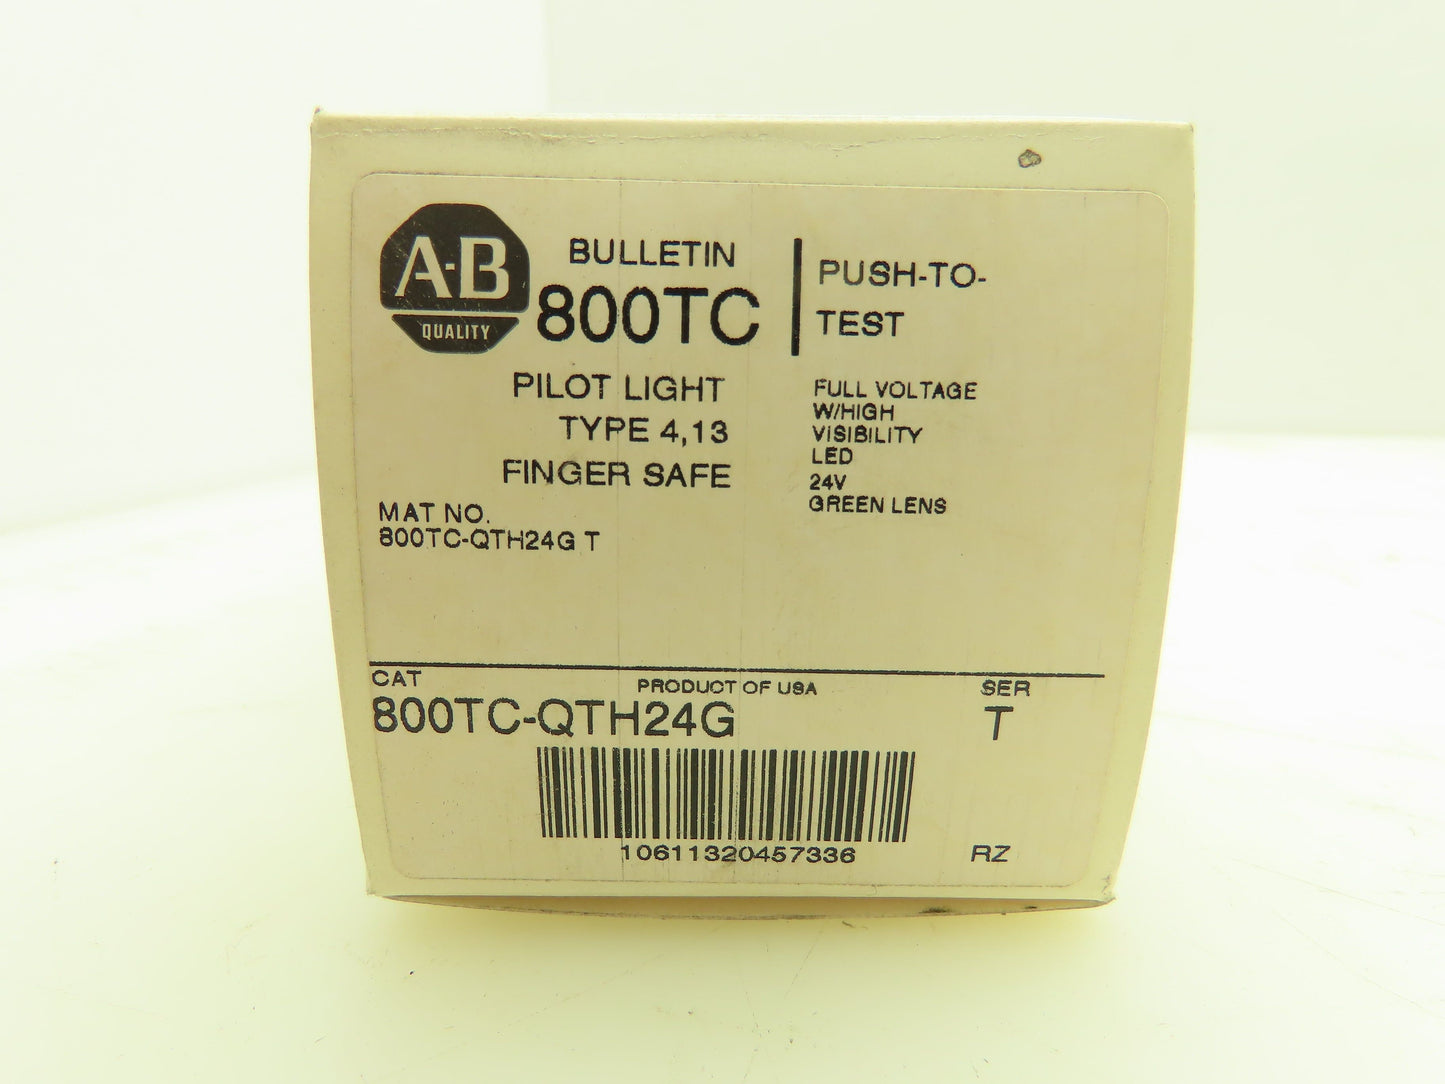 A-B
QUALITY
BULLETIN
800TC
PUSH-TO-
TEST
PILOT LIGHT
TYPE 4,13
FINGER SAFE
FULL VOLTAGE
W/HIGH
VISIBILITY
LED
24V
GREEN LENS
MAT NO.
800TC-QTH24G T
CAT
PRODUCT OF USA
SER
800TC-QTH24G
T
10611320457336
RZ